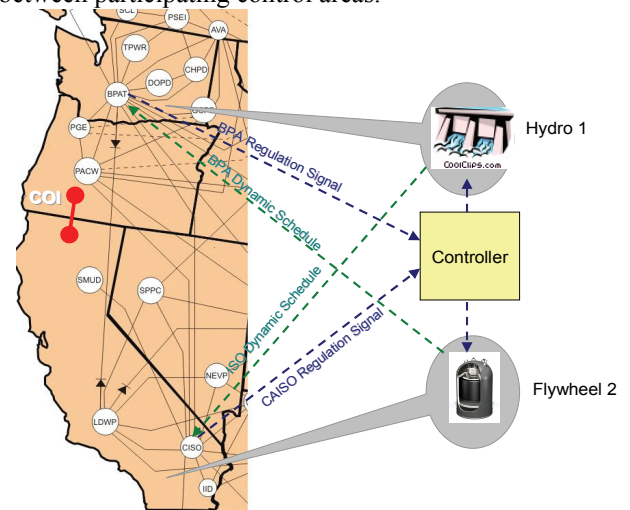 between participating control areas.
SCL
PSEI
AVA
TPWR
CHPD
DOPD
BPAT
PGE
PACW
COI
SMUD
SPPC
NEVP
LDWP
CISO
IID
BPA Regulation Signal
BPA Dynamic Schedule
ISO Dynamic Schedule
CAISO Regulation Signal
COOLCLIPS.COM
Hydro 1
Controller
Flywheel 2